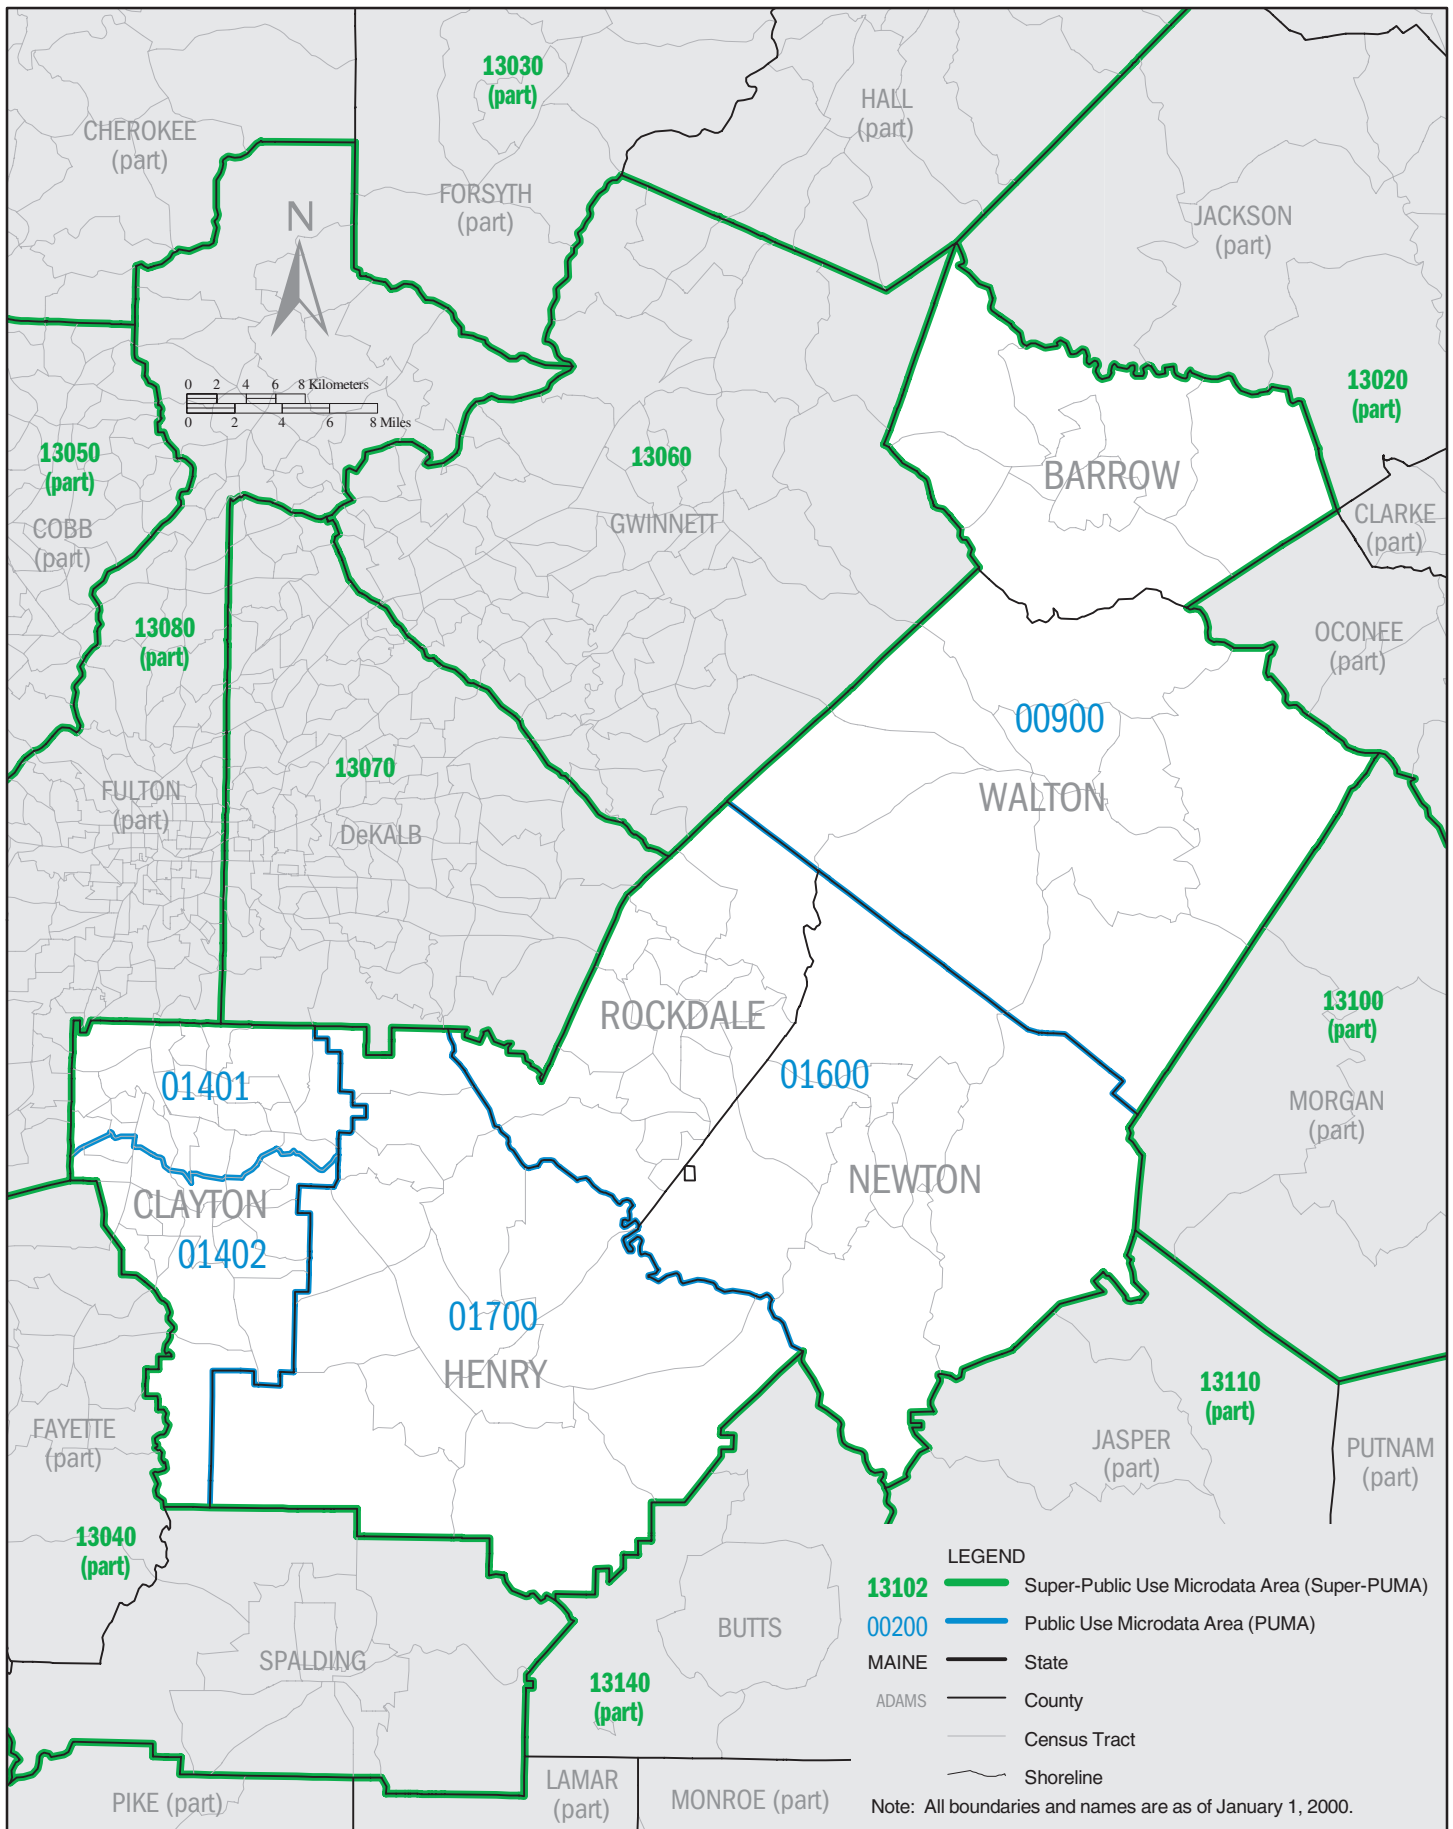 13030
(part)
HALL
(part)
CHEROKEE
(part)
FORSYTH
(part)
JACKSON
(part)
N
0 2 4 6 8 Kilometers
0 2 4 6 8 Miles
13020
(part)
13050
(part)
13060
BARROW
COBB
(part)
GWINNETT
CLARKE
(part)
13080
(part)
OCONEE
(part)
00900
13070
FULTON
(part)
WALTON
DeKALB
ROCKDALE
13100
(part)
01401
01600
MORGAN
(part)
NEWTON
CLAYTON
01402
01700
HENRY
13110
(part)
FAYETTE
(part)
JASPER
(part)
PUTNAM
(part)
13040
(part)
BUTTS
SPALDING
13140
(part)
LAMAR
(part)
PIKE (part)
MONROE (part)
LEGEND
13102 Super-Public Use Microdata Area (Super-PUMA)
00200 Public Use Microdata Area (PUMA)
MAINE State
ADAMS County
Census Tract
Shoreline
Note: All boundaries and names are as of January 1, 2000.